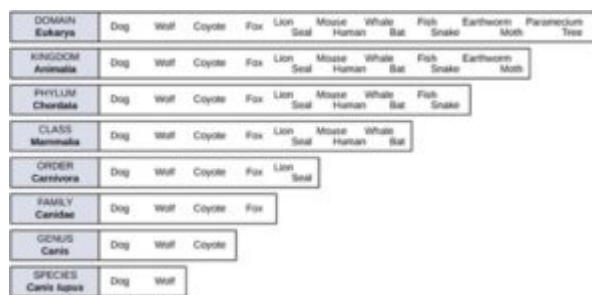 DOMAIN
Eukarya
Dog Wolf Coyote Fox Lion Mouse Whale Fish Earthworm Paramecium
Seal Human Bat Snake Moth Tree
KINGDOM
Animalia
Dog Wolf Coyote Fox Lion Mouse Whale Fish Earthworm
Seal Human Bat Snake Moth
PHYLUM
Chordata
Dog Wolf Coyote Fox Lion Mouse Whale Fish
Seal Human Bat Snake
CLASS
Mammalia
Dog Wolf Coyote Fox Lion Mouse Whale
Seal Human Bat
ORDER
Carnivora
Dog Wolf Coyote Fox Lion
Seal
FAMILY
Canidae
Dog Wolf Coyote Fox
GENUS
Canis
Dog Wolf Coyote
SPECIES
Canis lupus
Dog Wolf